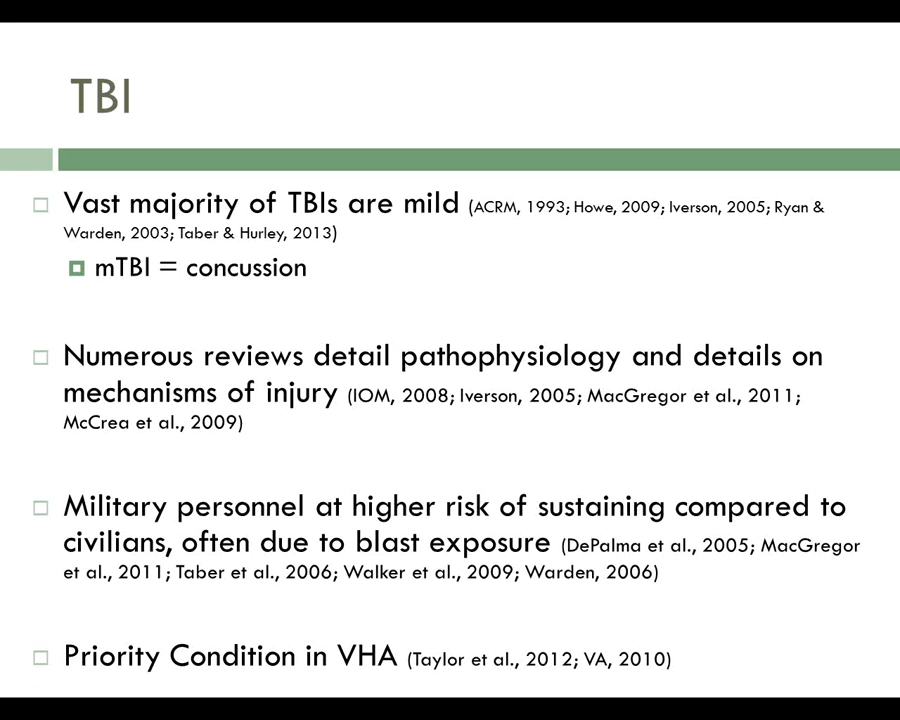 TBI
Vast majority of TBIs are mild (ACRM, 1993; Howe, 2009; Iverson, 2005; Ryan &
Warden, 2003; Taber & Hurley, 2013)
mTBI = concussion
Numerous reviews detail pathophysiology and details on
mechanisms of injury (IOM, 2008; Iverson, 2005; MacGregor et al., 2011;
McCrea et al., 2009)
Military personnel at higher risk of sustaining compared to
civilians, often due to blast exposure (DePalma et al., 2005; MacGregor
et al., 2011; Taber et al., 2006; Walker et al., 2009; Warden, 2006)
Priority Condition in VHA (Taylor et al., 2012; VA, 2010)